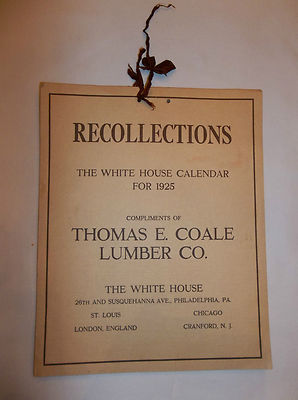 RECOLLECTIONS
THE WHITE HOUSE CALENDAR
FOR 1925
COMPLIMENTS OF
THOMAS E. COALE
LUMBER CO.
THE WHITE HOUSE
26TH AND SUSQUEHANNA AVE., PHILADELPHIA, PA.
ST. LOUIS CHICAGO
LONDON, ENGLAND CRANFORD, N. J.